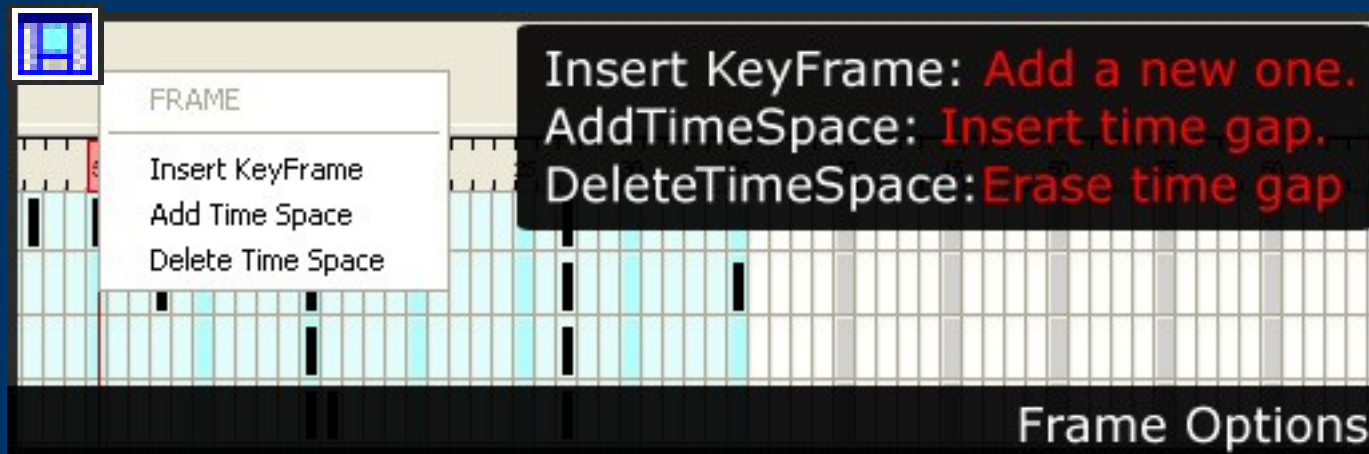 FRAME
Insert KeyFrame
Add Time Space
Delete Time Space
Insert KeyFrame: Add a new one.
AddTimeSpace: Insert time gap.
DeleteTimeSpace:Erase time gap
Frame Options